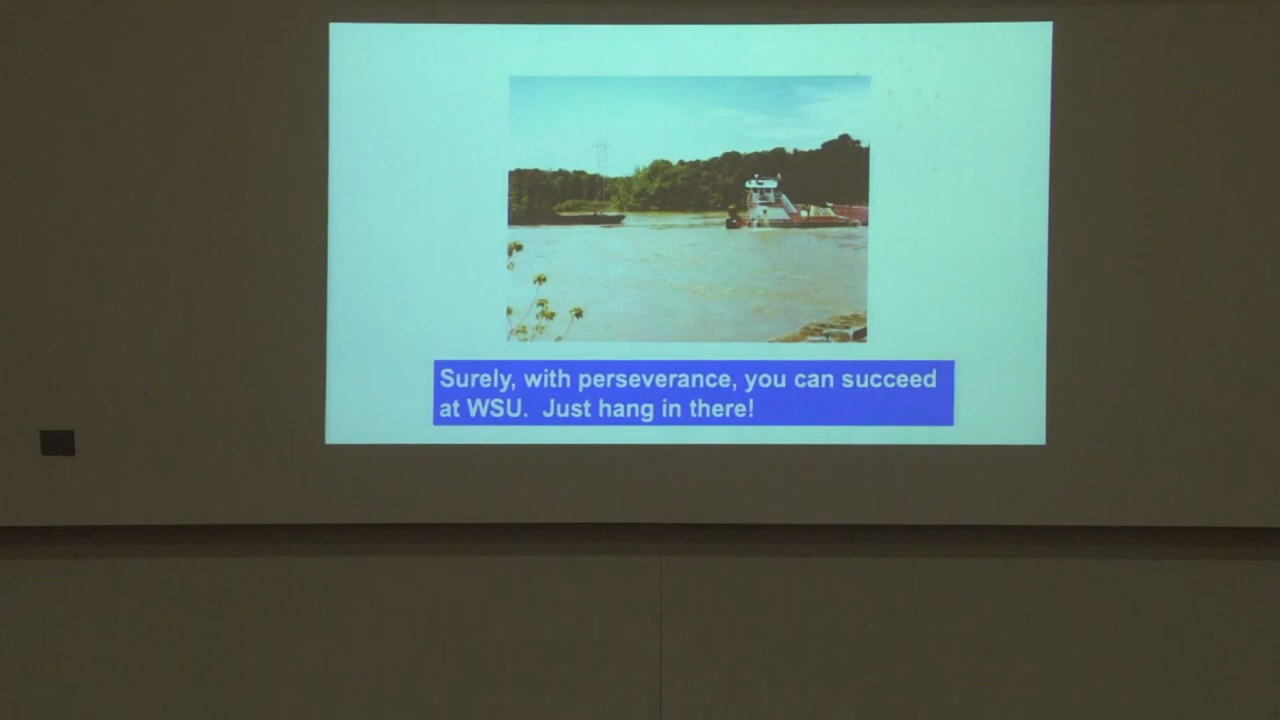 Surely, with perseverance, you can succeed
at WSU.  Just hang in there!